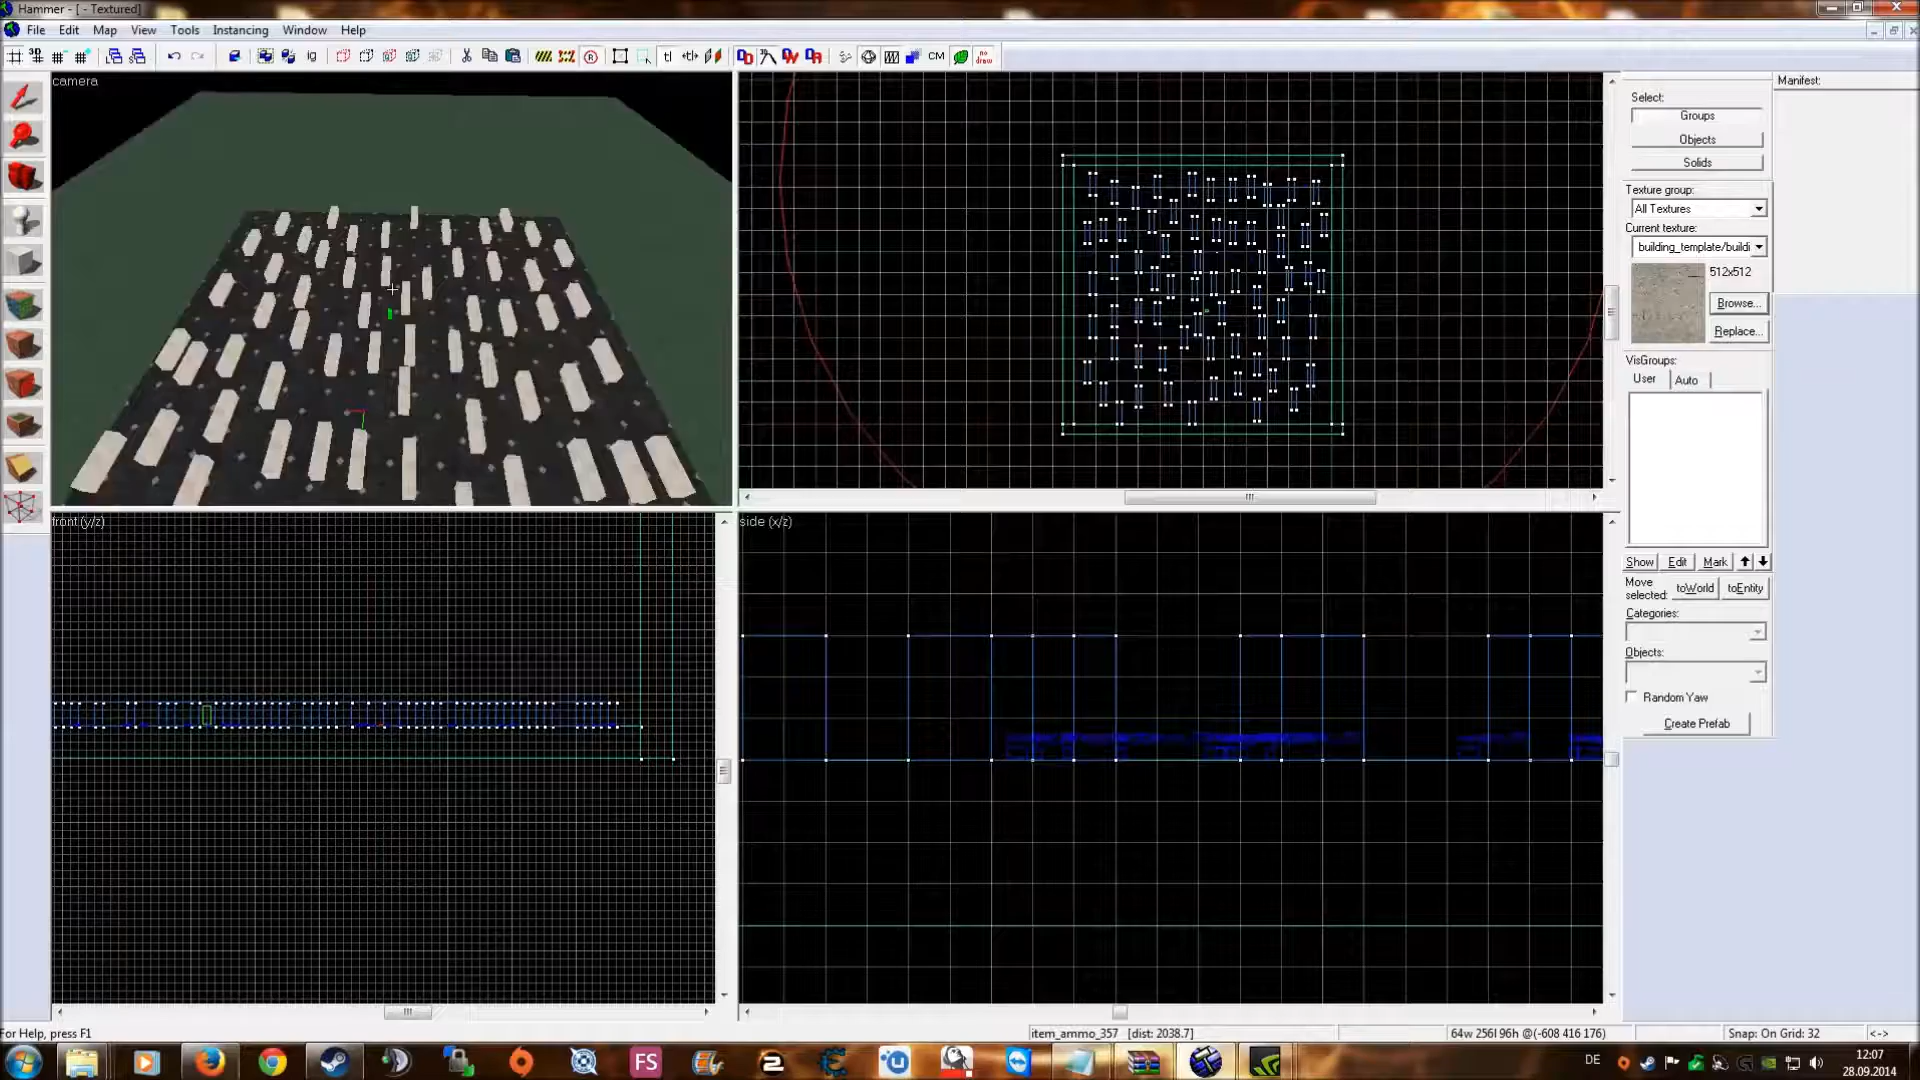 Hammer - [ - Textured]
File Edit Map View Tools Instancing Window Help
camera
front (y/z)
side (x/z)
Select:
Groups
Objects
Solids
Texture group:
All Textures
Current texture:
building_template/buildi
512x512
Browse...
Replace...
VisGroups:
User Auto
Show Edit Mark
Move selected:
toWorld toEntity
Categories:
Objects:
Random Yaw
Create Prefab
Manifest:
For Help, press F1
item_ammo_357 [dist: 2038.7]
64w 256l 96h @(-608 416 176)
Snap: On Grid: 32
<->
DE
12:07
28.09.2014
FS
CM
no draw